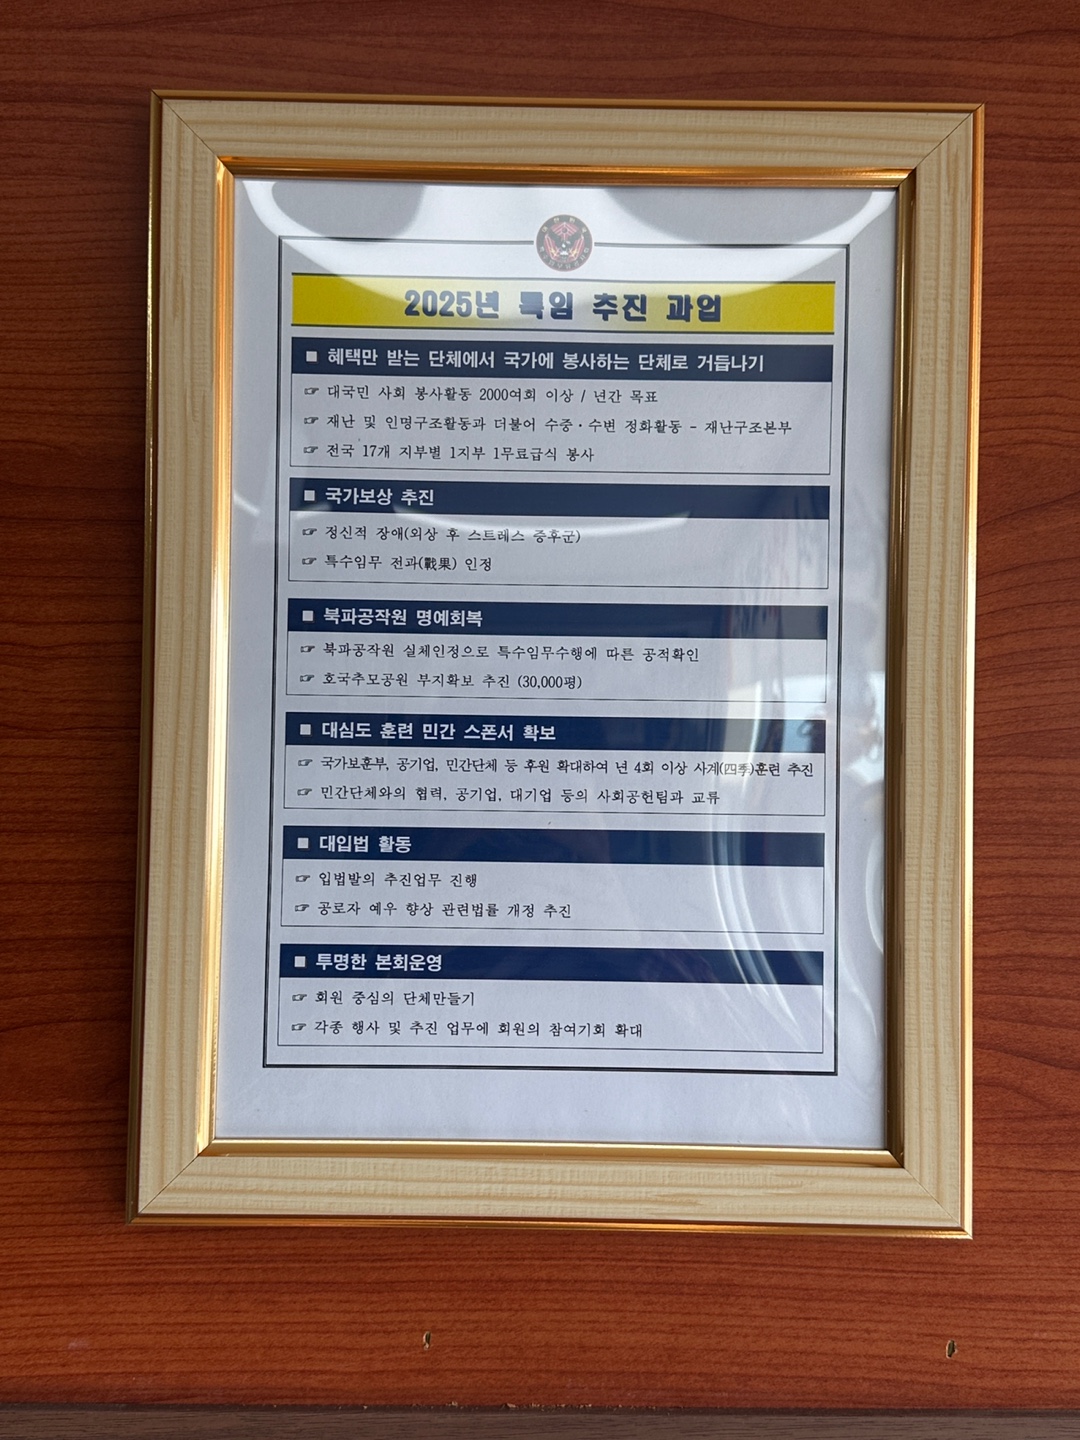 2025년 특임 추진 과업
■ 혜택만 받는 단체에서 국가에 봉사하는 단체로 거듭나기
☞ 대국민 사회 봉사활동 2000여회 이상 / 년간 목표
☞ 재난 및 인명구조활동과 더불어 수중·수변 정화활동 - 재난구조본부
☞ 전국 17개 지부별 1지부 1무료급식 봉사
■ 국가보상 추진
☞ 정신적 장애(외상 후 스트레스 증후군)
☞ 특수임무 전과(戰果) 인정
■ 북파공작원 명예회복
☞ 북파공작원 실체인정으로 특수임무수행에 따른 공적확인
☞ 호국추모공원 부지확보 추진 (30,000평)
■ 대심도 훈련 민간 스폰서 확보
☞ 국가보훈부, 공기업, 민간단체 등 후원 확대하여 년 4회 이상 사계(四季)훈련 추진
☞ 민간단체와의 협력, 공기업, 대기업 등의 사회공헌팀과 교류
■ 대입법 활동
☞ 입법발의 추진업무 진행
☞ 공로자 예우 향상 관련법률 개정 추진
■ 투명한 본회운영
☞ 회원 중심의 단체만들기
☞ 각종 행사 및 추진 업무에 회원의 참여기회 확대